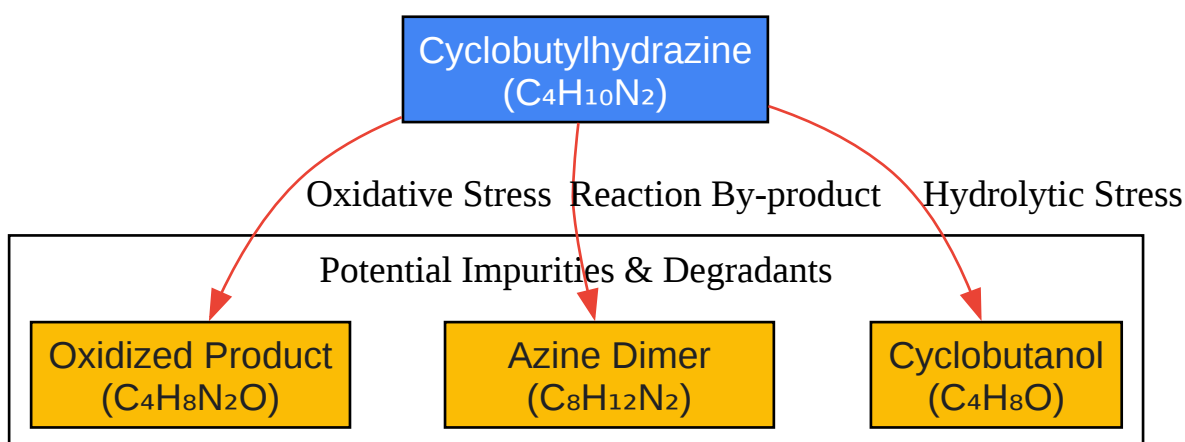 Cyclobutylhydrazine
(C₄H₁₀N₂)
Oxidative Stress
Reaction By-product
Hydrolytic Stress
Potential Impurities & Degradants
Oxidized Product
(C₄H₈N₂O)
Azine Dimer
(C₈H₁₂N₂)
Cyclobutanol
(C₄H₈O)